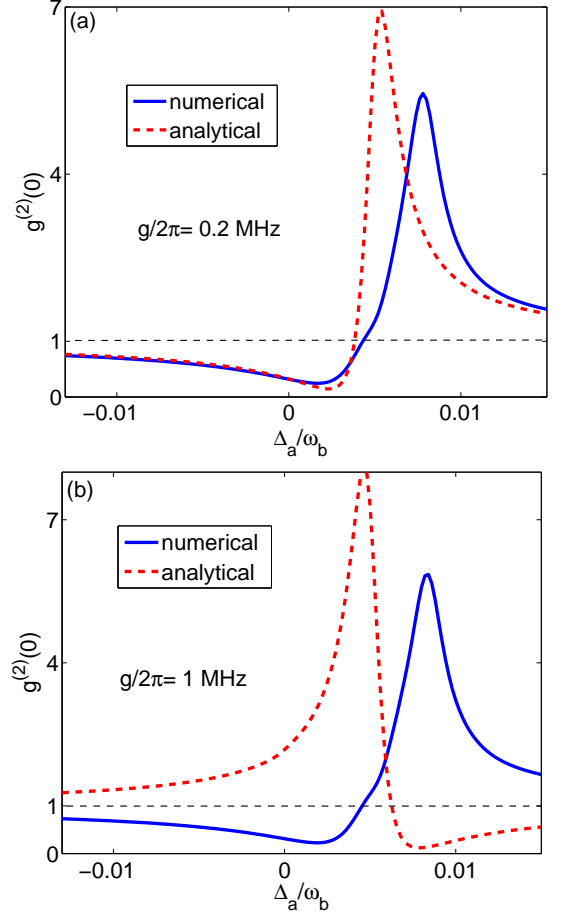 (a)
7
4
1
0
g(2)(0)
numerical
analytical
g/2π= 0.2 MHz
−0.01
0
0.01
Δa/ωb
(b)
7
4
1
0
g(2)(0)
numerical
analytical
g/2π= 1 MHz
−0.01
0
0.01
Δa/ωb